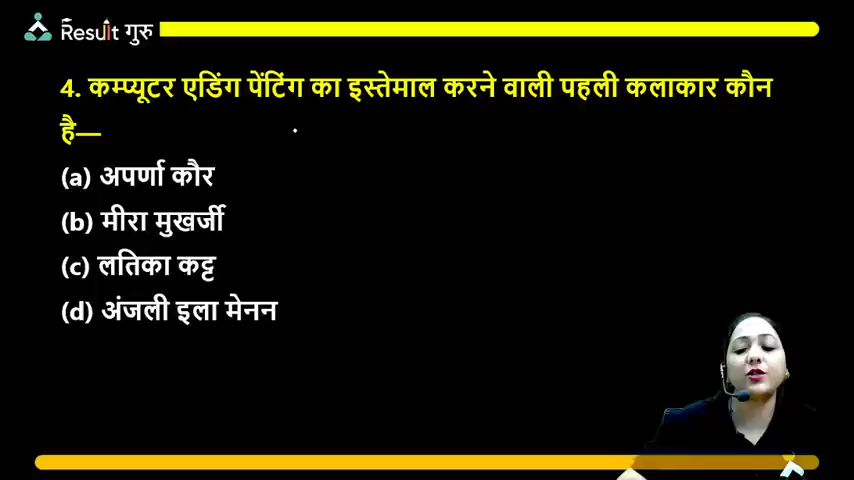 Result गुरु
4. कम्प्यूटर एडिंग पेंटिंग का इस्तेमाल करने वाली पहली कलाकार कौन
है—
(a) अपर्णा कौर
(b) मीरा मुखर्जी
(c) लतिका कट्ट
(d) अंजली इला मेनन